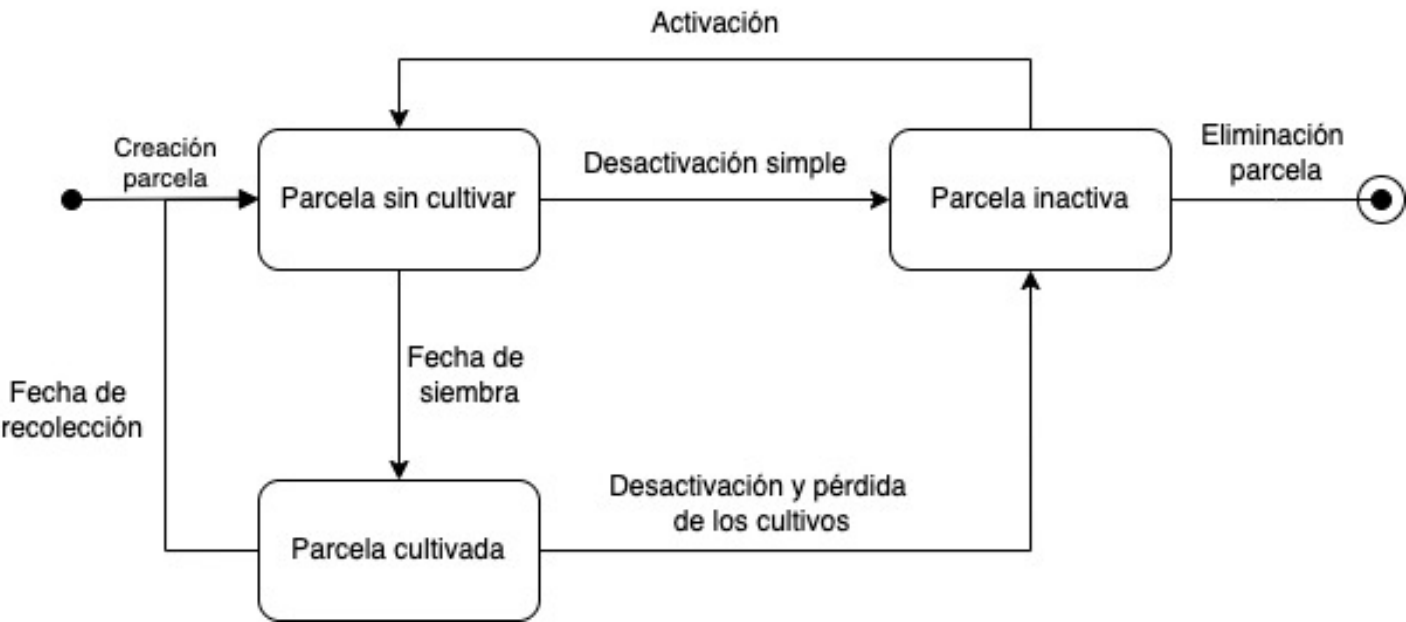 Activación
Creación
parcela
Desactivación simple
Eliminación
parcela
Parcela sin cultivar
Parcela inactiva
Fecha de
siembra
Fecha de
recolección
Desactivación y pérdida
de los cultivos
Parcela cultivada